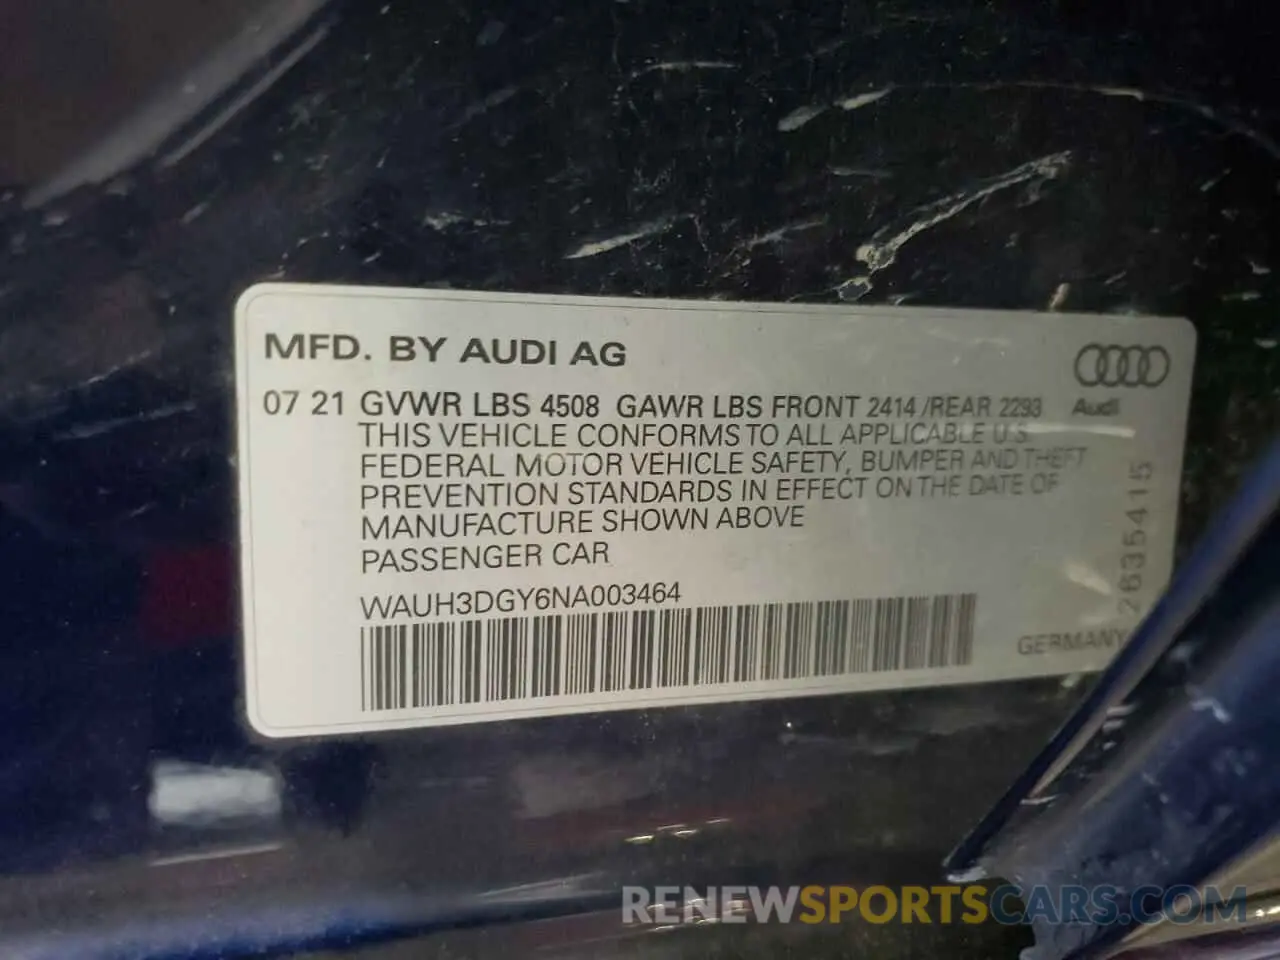 MFD. BY AUDI AG
07 21 GVWR LBS 4508 GAWR LBS FRONT 2414 /REAR 2293
Audi
THIS VEHICLE CONFORMS TO ALL APPLICABLE U.S.
FEDERAL MOTOR VEHICLE SAFETY, BUMPER AND THEFT
PREVENTION STANDARDS IN EFFECT ON THE DATE OF
MANUFACTURE SHOWN ABOVE
PASSENGER CAR
WAUH3DGY6NA003464
26354415
GERMANY
RENEWSPORTSCARS.COM